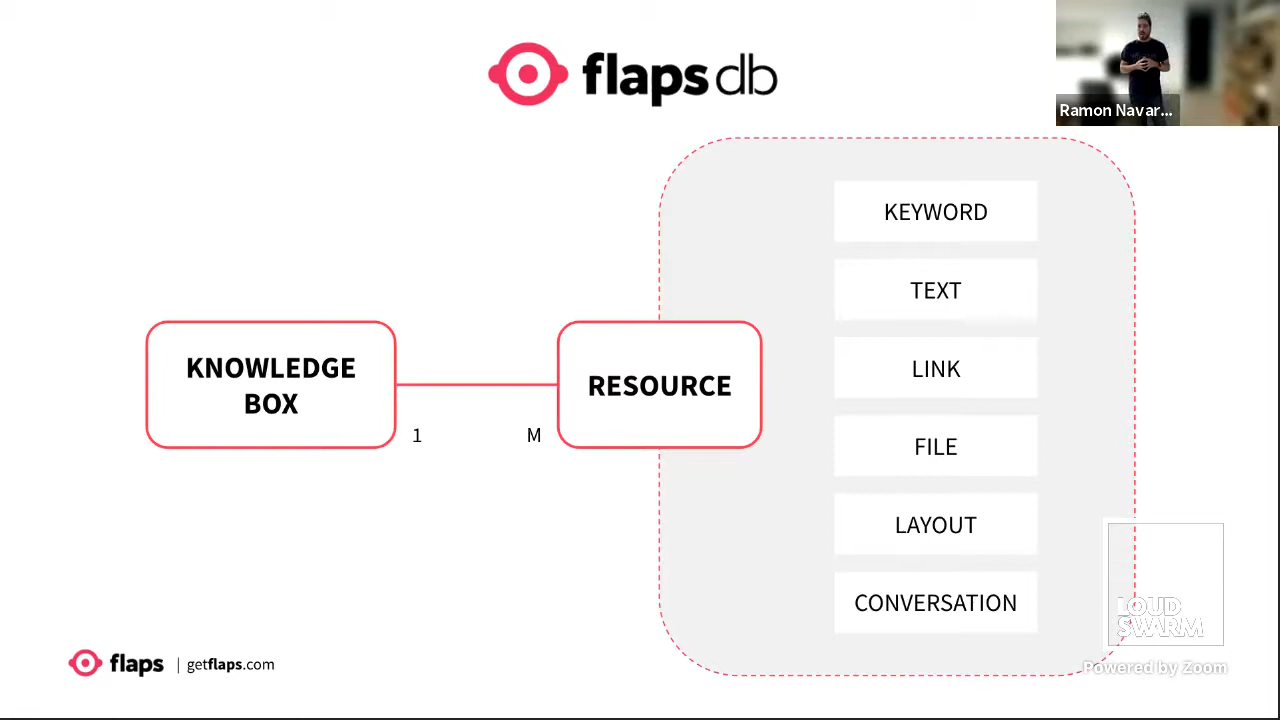 flaps db
Ramon Navar...
KEYWORD
TEXT
LINK
FILE
LAYOUT
CONVERSATION
KNOWLEDGE
BOX
RESOURCE
1
M
flaps | getflaps.com
LOUD
SWARM
Powered by Zoom